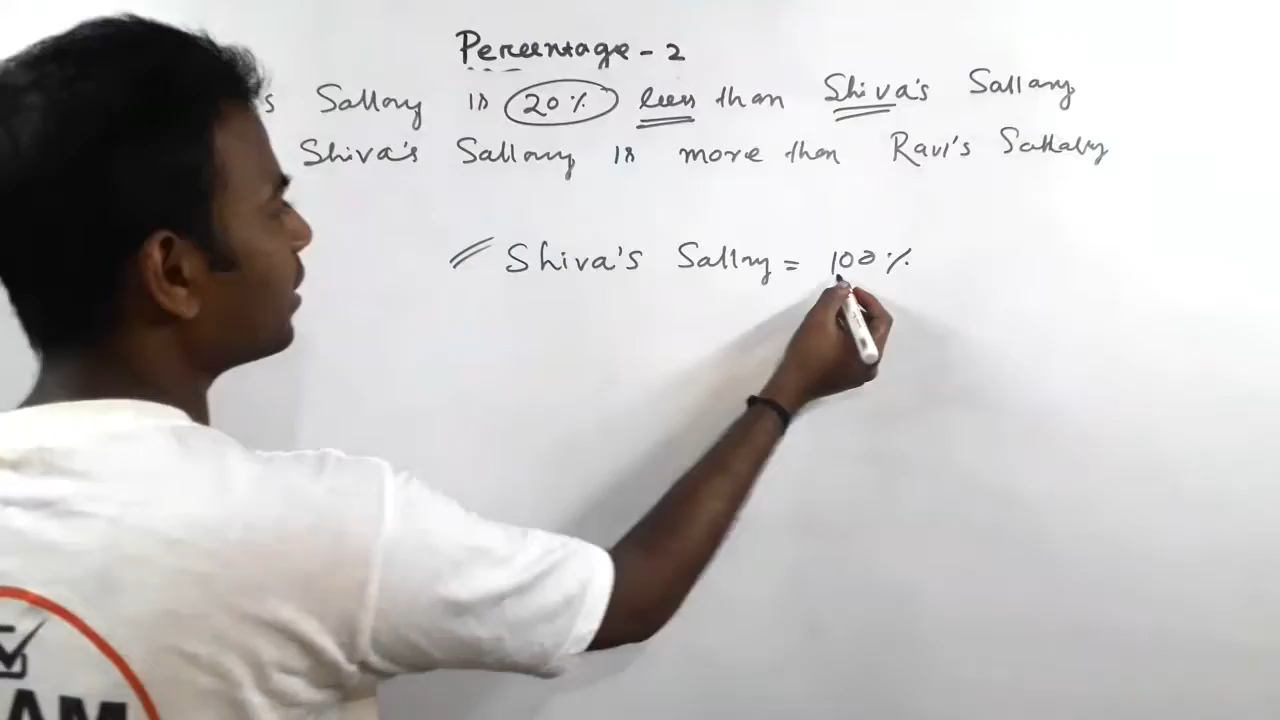 Percentage - 2
s Sallary is 20% less than Shiva's Sallary
Shiva's Sallary is more than Ravi's Sallary
Shiva's Sallry = 100%
AM